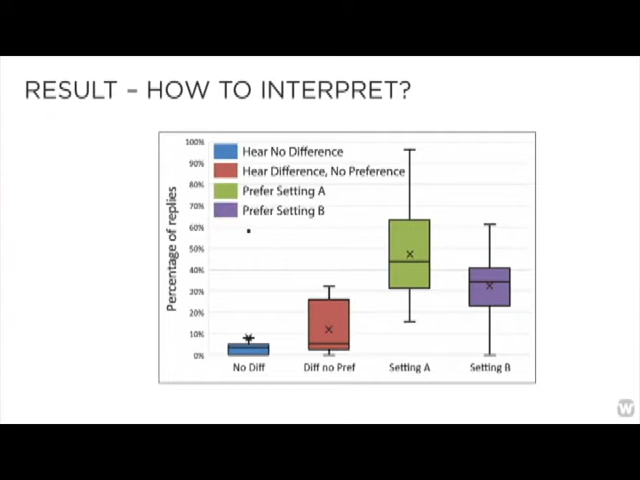 RESULT – HOW TO INTERPRET?
100%
90%
80%
70%
60%
50%
40%
30%
20%
10%
0%
Percentage of replies
Hear No Difference
Hear Difference, No Preference
Prefer Setting A
Prefer Setting B
No Diff
Diff no Pref
Setting A
Setting B
W